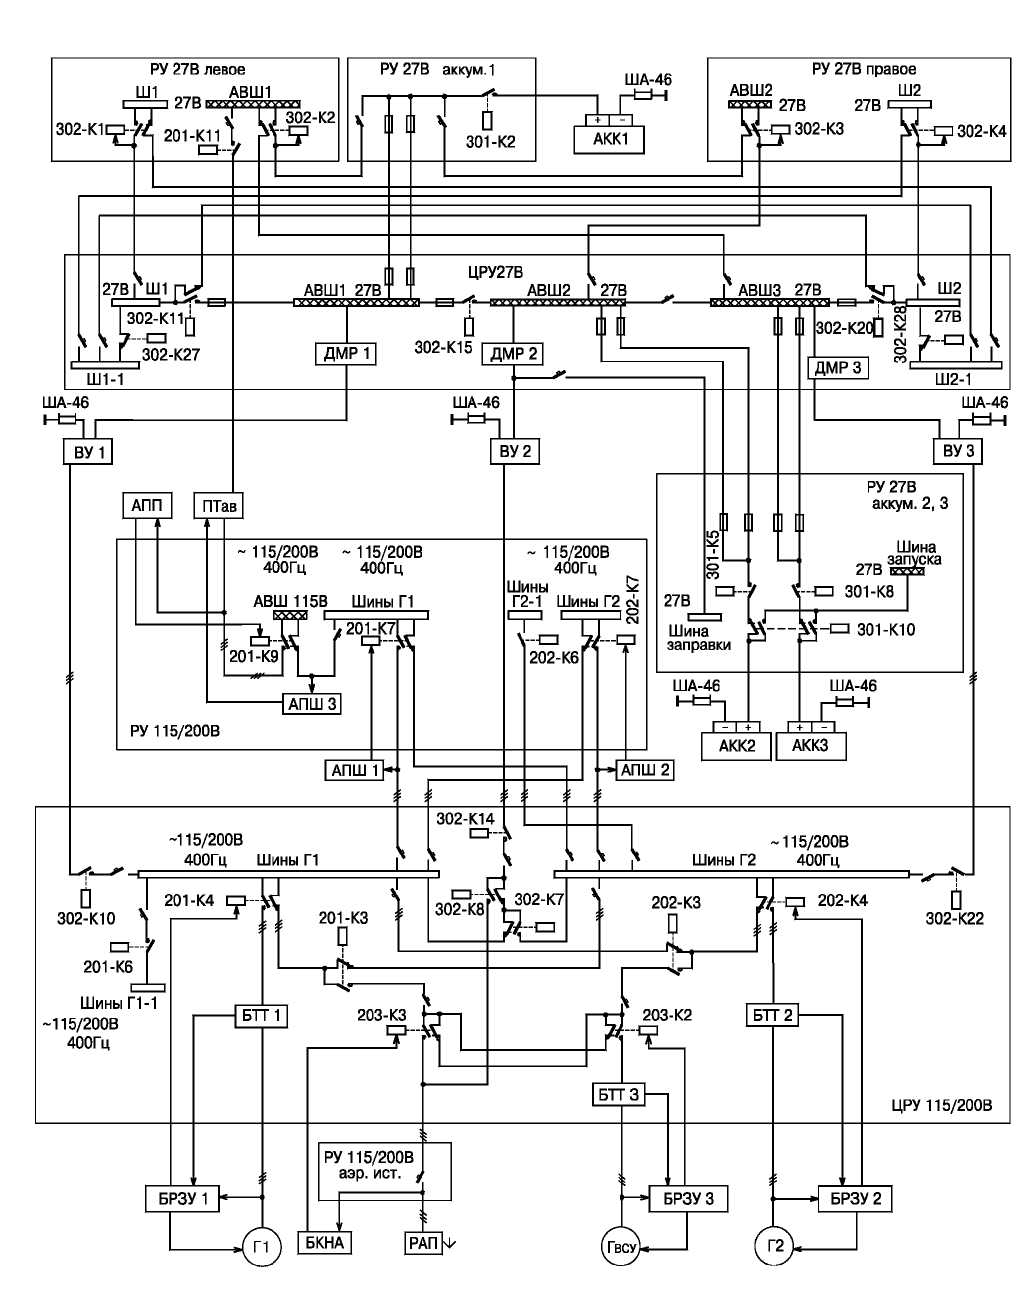 РУ 27В левое
РУ 27В аккум.1
РУ 27В правое
Ш1
27В
АВШ1
ША-46
АВШ2
27В
Ш2
27В
302-К1
201-К11
302-К2
301-К2
АКК1
302-К3
302-К4
+ −
ЦРУ27В
27В
Ш1
АВШ1 27В
АВШ2 27В
АВШ3 27В
Ш2
27В
302-К11
302-К27
302-К15
302-К20
302-К28
ДМР 1
ДМР 2
ДМР 3
Ш1-1
Ш2-1
ША-46
ША-46
ША-46
ВУ 1
ВУ 2
ВУ 3
АПП
ПТав
РУ 27В
аккум. 2, 3
301-К5
Шина
запуска
27В
301-К8
301-К10
27В
Шина
заправки
~ 115/200В
400Гц
~ 115/200В
400Гц
~ 115/200В
400Гц
АВШ 115В
Шины Г1
Шины
Г2-1
Шины Г2
202-К7
201-К9
201-К7
202-К6
АПШ 3
РУ 115/200В
ША-46
ША-46
− +
+ −
АКК2
АКК3
АПШ 1
АПШ 2
302-К14
~115/200В
400Гц
Шины Г1
Шины Г2
~115/200В
400Гц
302-К10
201-К4
201-К3
302-К8
302-К7
202-К3
202-К4
302-К22
201-К6
Шины Г1-1
~115/200В
400Гц
БТТ 1
203-К3
203-К2
БТТ 2
БТТ 3
ЦРУ 115/200В
РУ 115/200В
аэр. ист.
БРЗУ 1
БРЗУ 3
БРЗУ 2
Г1
БКНА
РАП
Гвсу
Г2